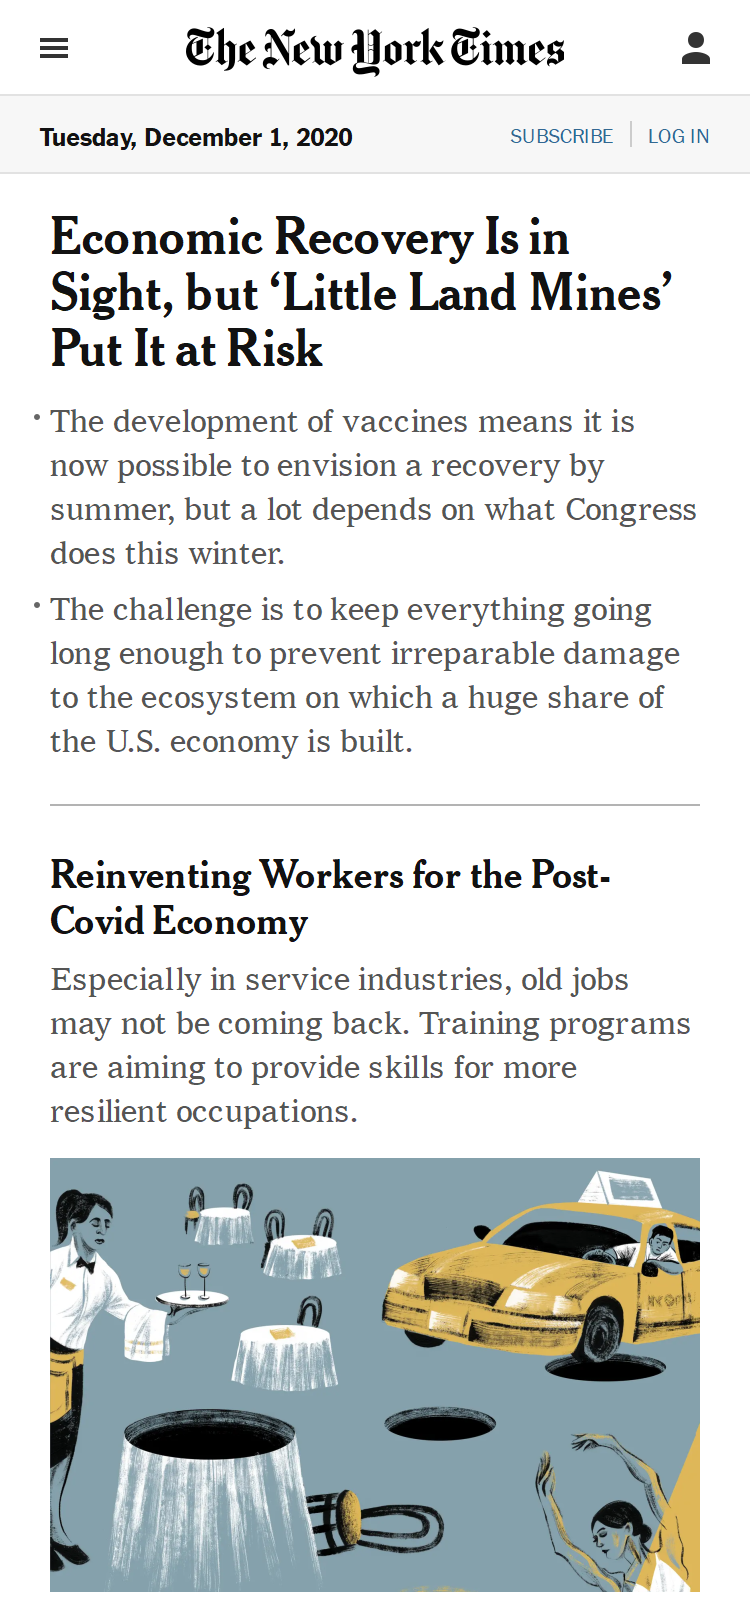 The New York Times
Tuesday, December 1, 2020
SUBSCRIBE
LOG IN
Economic Recovery Is in
Sight, but ‘Little Land Mines’
Put It at Risk
• The development of vaccines means it is
now possible to envision a recovery by
summer, but a lot depends on what Congress
does this winter.
• The challenge is to keep everything going
long enough to prevent irreparable damage
to the ecosystem on which a huge share of
the U.S. economy is built.
Reinventing Workers for the Post-
Covid Economy
Especially in service industries, old jobs
may not be coming back. Training programs
are aiming to provide skills for more
resilient occupations.